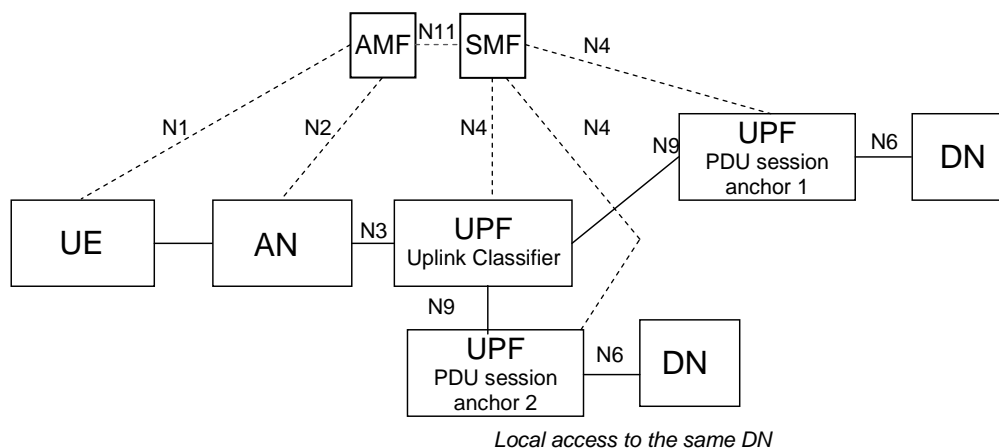 N11
AMF
SMF
N4
N1
N2
N4
N4
UPF
PDU session
anchor 1
N9
N6
DN
UE
AN
N3
UPF
Uplink Classifier
N9
UPF
PDU session
anchor 2
N6
DN
Local access to the same DN